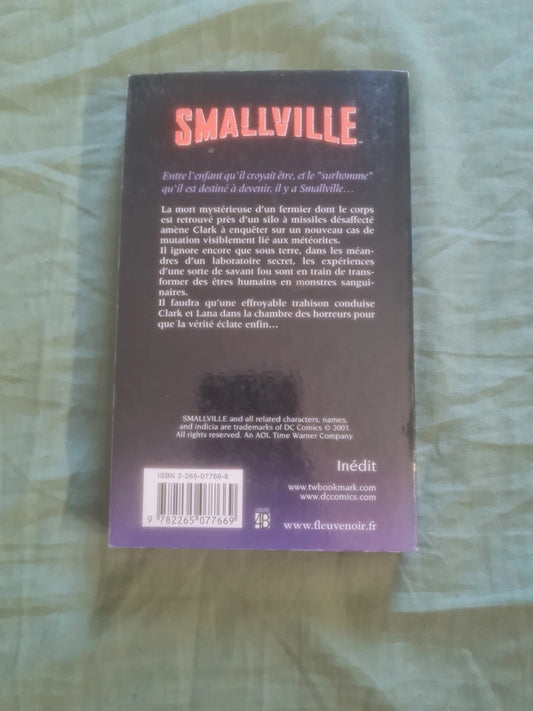 SMALLVILLE™
Entre l'enfant qu'il croyait être, et le "surhomme"
qu'il est destiné à devenir, il y a Smallville...
La mort mystérieuse d'un fermier dont le corps
est retrouvé près d'un silo à missiles désaffecté
amène Clark à enquêter sur un nouveau cas de
mutation visiblement lié aux météorites.
Il ignore encore que sous terre, dans les méan-
dres d'un laboratoire secret, les expériences
d'une sorte de savant fou sont en train de trans-
former des êtres humains en monstres sangui-
naires.
Il faudra qu'une effroyable trahison conduise
Clark et Lana dans la chambre des horreurs pour
que la vérité éclate enfin...
SMALLVILLE and all related characters, names,
and indicia are trademarks of DC Comics © 2003.
All rights reserved. An AOL Time Warner Company.
Inédit
ISBN 2-265-07766-6
9 782265 077669
CATÉGORIE
4B
www.twbookmark.com
www.dccomics.com
www.fleuvenoir.fr